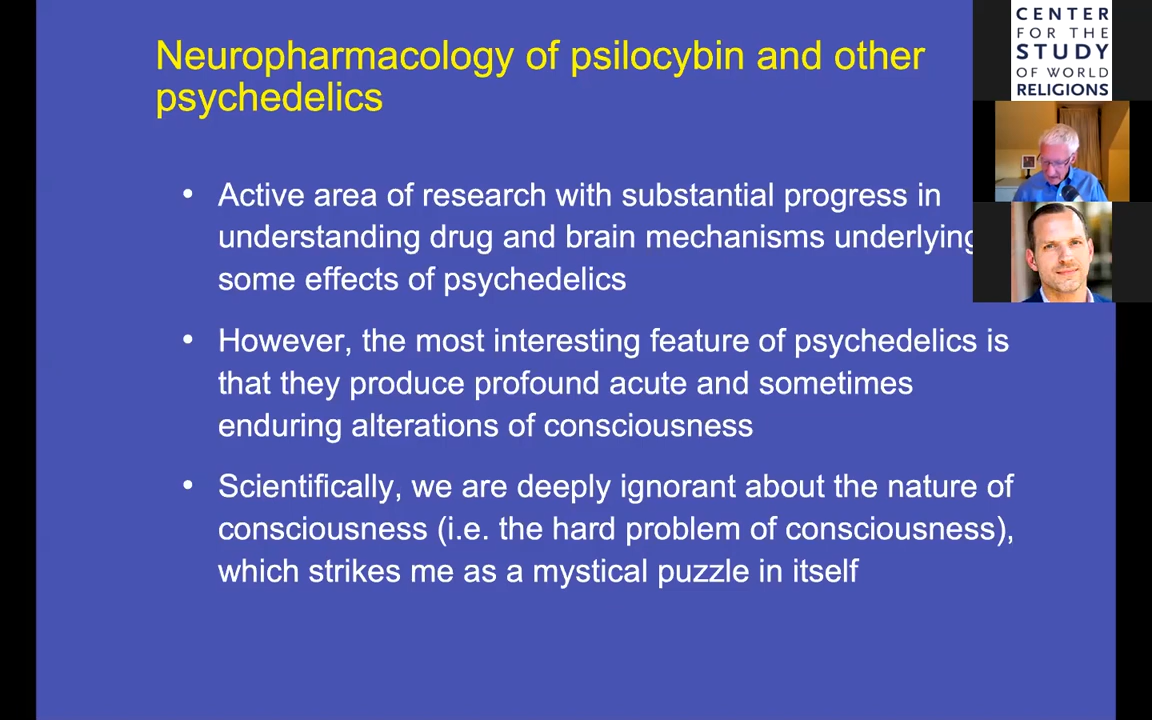 Neuropharmacology of psilocybin and other
psychedelics
• Active area of research with substantial progress in
understanding drug and brain mechanisms underlying
some effects of psychedelics
• However, the most interesting feature of psychedelics is
that they produce profound acute and sometimes
enduring alterations of consciousness
• Scientifically, we are deeply ignorant about the nature of
consciousness (i.e. the hard problem of consciousness),
which strikes me as a mystical puzzle in itself
CENTER
FOR THE
STUDY
OF WORLD
RELIGIONS